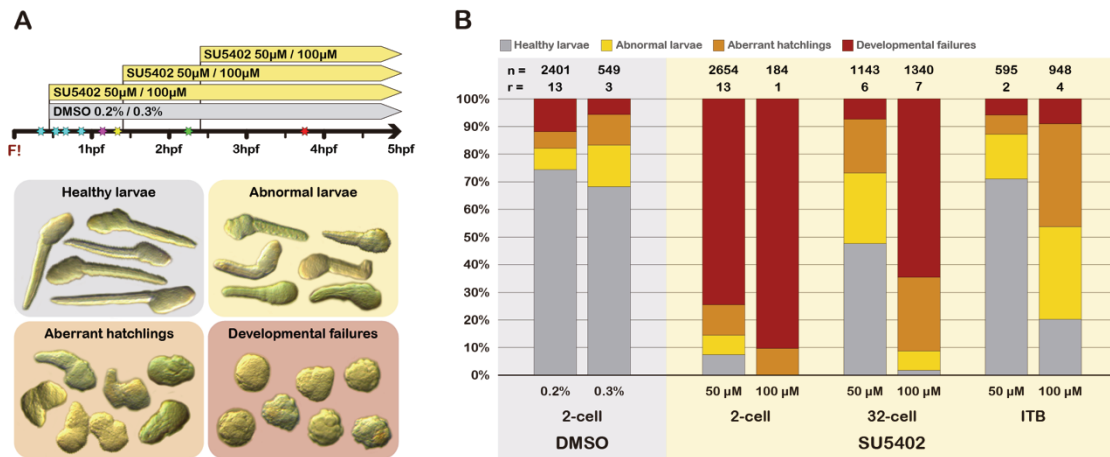 A
SU5402 50µM / 100µM
SU5402 50µM / 100µM
SU5402 50µM / 100µM
DMSO 0.2% / 0.3%
F!
1hpf 2hpf 3hpf 4hpf 5hpf
Healthy larvae
Abnormal larvae
Aberrant hatchlings
Developmental failures
B
Healthy larvae Abnormal larvae Aberrant hatchlings Developmental failures
n = 2401 549 2654 184 1143 1340 595 948
r = 13 3 13 1 6 7 2 4
100%
90%
80%
70%
60%
50%
40%
30%
20%
10%
0%
0.2% 0.3% 50 µM 100 µM 50 µM 100 µM 50 µM 100 µM
2-cell 2-cell 32-cell ITB
DMSO SU5402